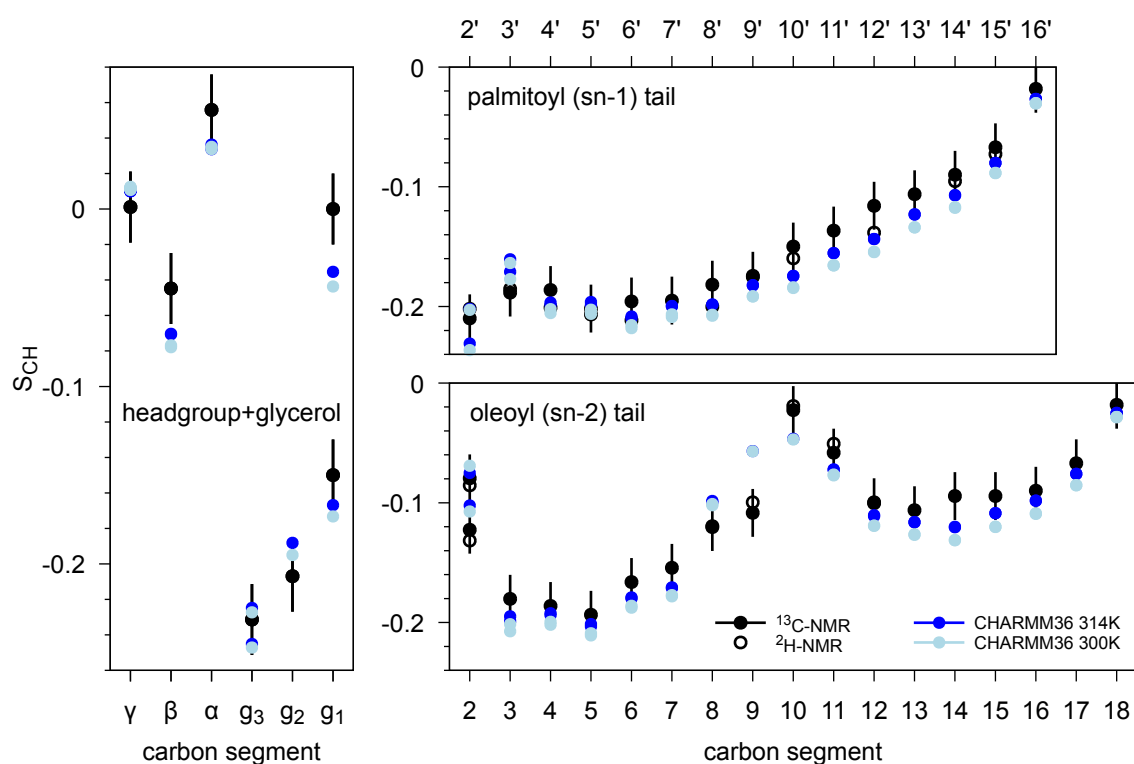 2' 3' 4' 5' 6' 7' 8' 9' 10' 11' 12' 13' 14' 15' 16'
0
palmitoyl (sn-1) tail
-0.1
-0.2
0
oleoyl (sn-2) tail
-0.1
-0.2
¹³C-NMR
²H-NMR
CHARMM36 314K
CHARMM36 300K
2 3 4 5 6 7 8 9 10 11 12 13 14 15 16 17 18
carbon segment
S_CH
0
-0.1
-0.2
headgroup+glycerol
γ β α g₃ g₂ g₁
carbon segment